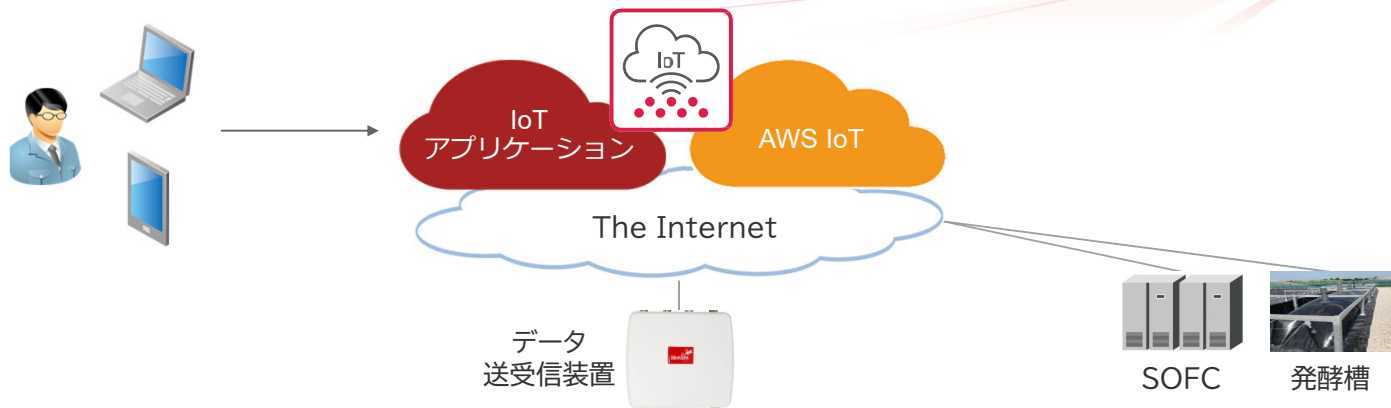 IoT
IoT
アプリケーション
AWS IoT
The Internet
データ
送受信装置
SOFC
発酵槽